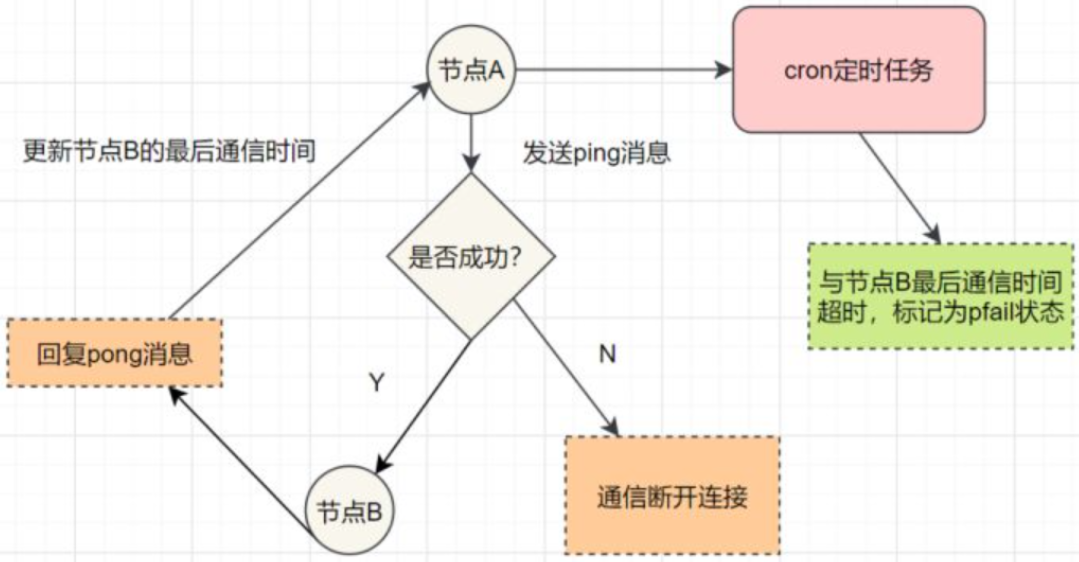 节点A
cron定时任务
更新节点B的最后通信时间
发送ping消息
是否成功？
与节点B最后通信时间
超时，标记为pfail状态
回复pong消息
Y
N
通信断开连接
节点B